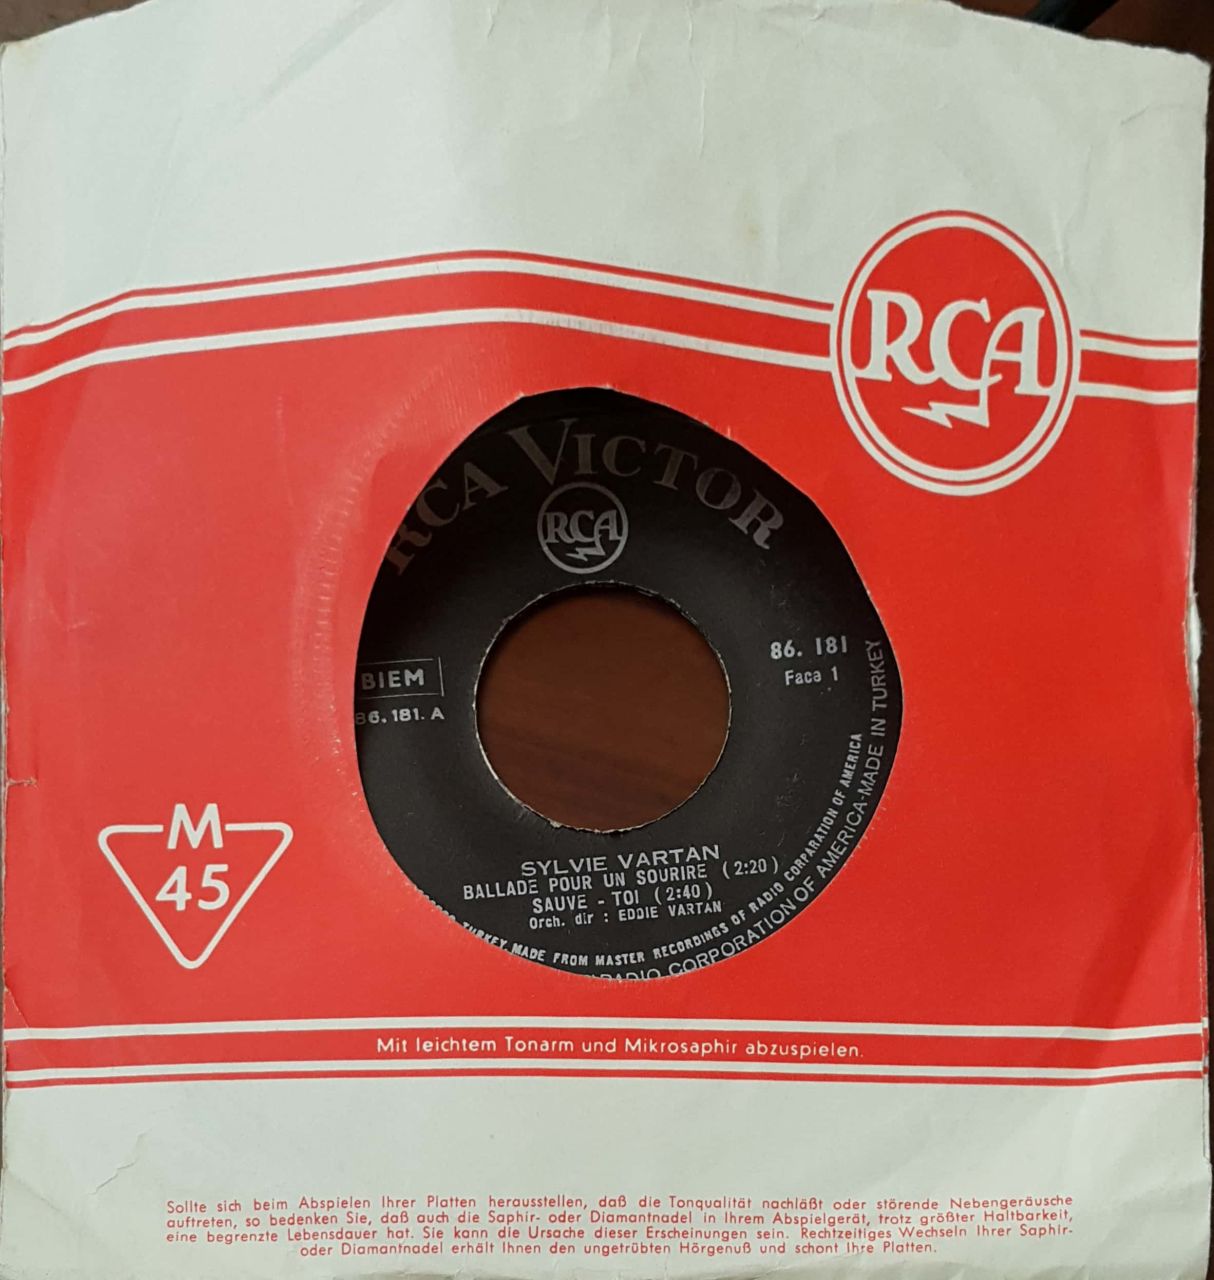 RCA
RCA VICTOR
RCA
86. 181
Faca 1
BIEM
86.181. A
SYLVIE VARTAN
BALLADE POUR UN SOURIRE (2:20)
SAUVE - TOI (2:40)
Orch. dir : EDDIE VARTAN
TURKEY. MADE FROM MASTER RECORDINGS OF RADIO CORPARATION OF AMERICA
RADIO CORPORATION OF AMERICA-MADE IN TURKEY
M
45
Mit leichtem Tonarm und Mikrosaphir abzuspielen.
Sollte sich beim Abspielen Ihrer Platten herausstellen, daß die Tonqualität nachläßt oder störende Nebengeräusche
auftreten, so bedenken Sie, daß auch die Saphir- oder Diamantnadel in Ihrem Abspielgerät, trotz größter Haltbarkeit,
eine begrenzte Lebensdauer hat. Sie kann die Ursache dieser Erscheinungen sein. Rechtzeitiges Wechseln Ihrer Saphir-
oder Diamantnadel erhält Ihnen den ungetrübten Hörgenuß und schont Ihre Platten.